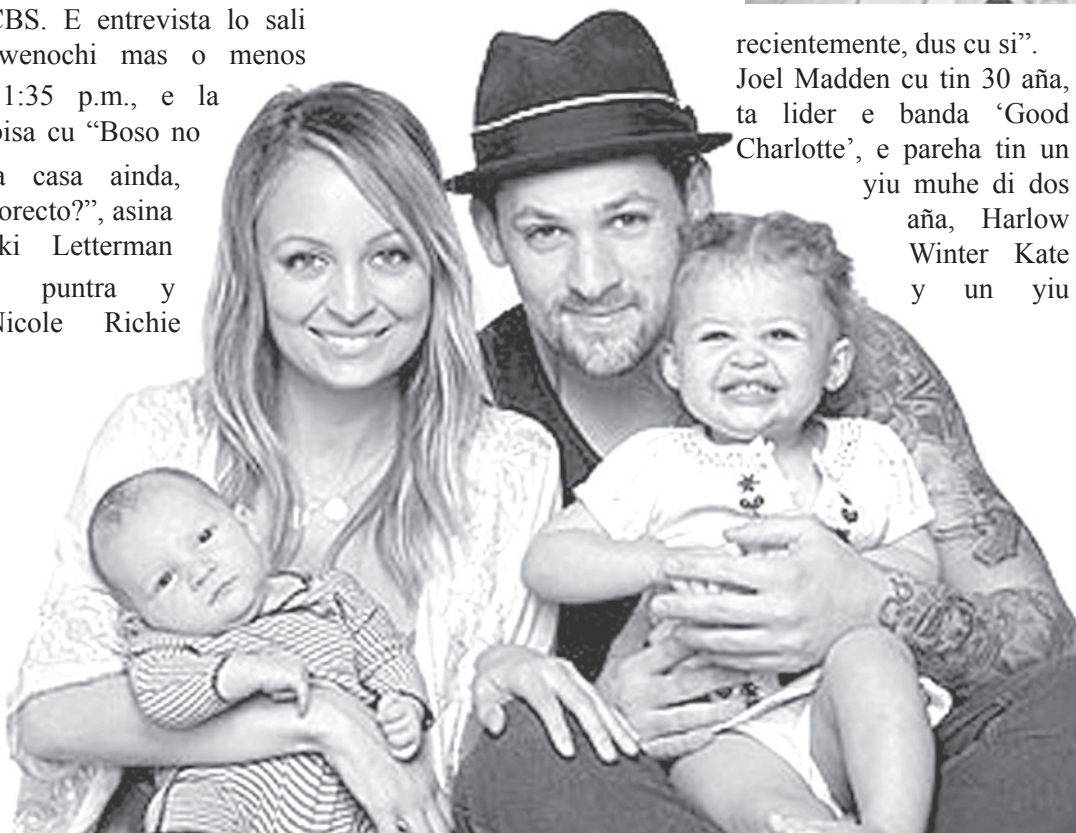 CBS. E entrevista lo sali
wenochi mas o menos
1:35 p.m., e la
bisa cu “Boso no
a casa ainda,
orecto?”, asina
ki Letterman
puntra y
Nicole Richie
recientemente, dus cu si”.
Joel Madden cu tin 30 aña,
ta lider e banda ‘Good
Charlotte’, e pareha tin un
yiu muhe di dos
aña, Harlow
Winter Kate
y un yiu